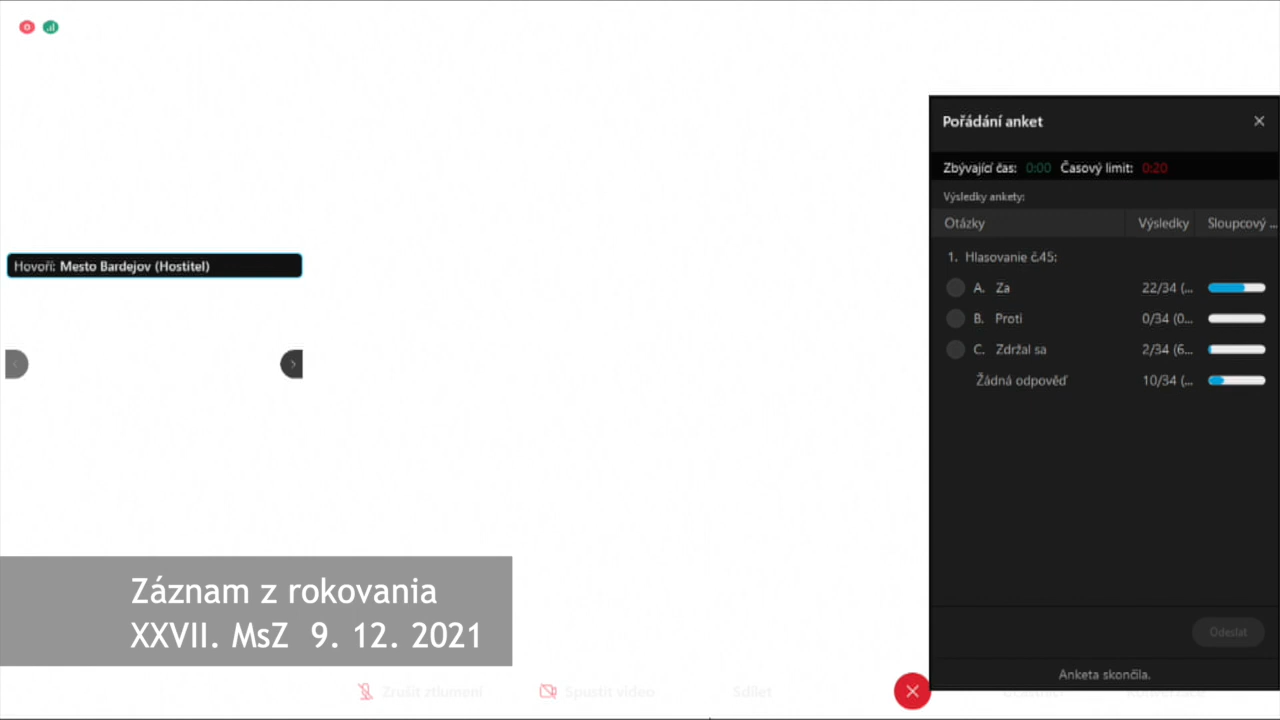 Pořádání anket
Zbývající čas: 0:00 Časový limit: 0:20
Výsledky ankety:
Otázky Výsledky Sloupcový ...
Hovoří: Mesto Bardejov (Hostitel)
1. Hlasovanie č.45:
A. Za 22/34 (...
B. Proti 0/34 (0...
C. Zdržal sa 2/34 (6...
Žádná odpověď 10/34 (...
Záznam z rokovania
XXVII. MsZ 9. 12. 2021
Odeslat
Anketa skončila.
Zrušit ztlumení Spustit video Sdílet